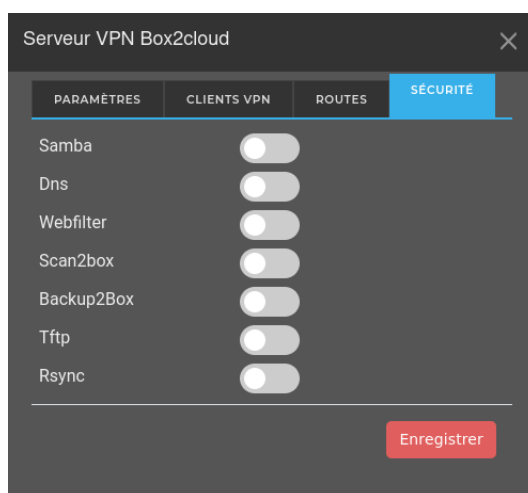 Serveur VPN Box2cloud
PARAMÈTRES CLIENTS VPN ROUTES SÉCURITÉ
Samba
Dns
Webfilter
Scan2box
Backup2Box
Tftp
Rsync
Enregistrer